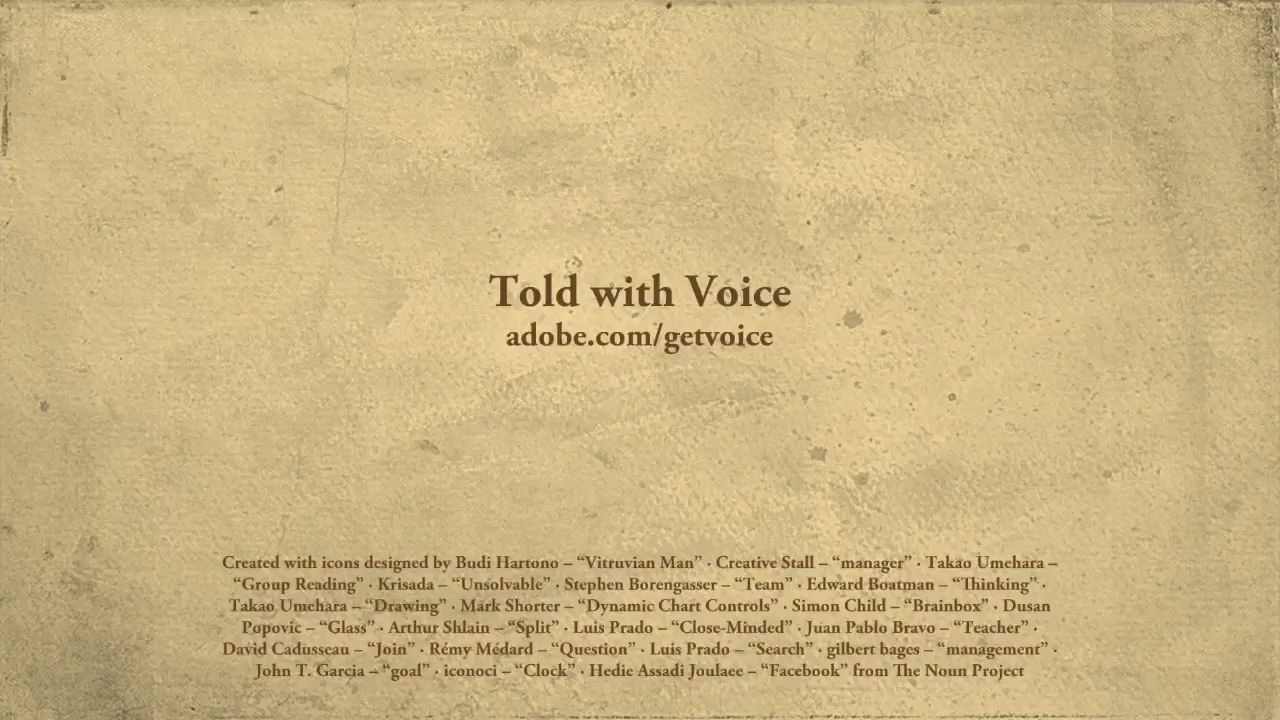 Told with Voice
adobe.com/getvoice
Created with icons designed by Budi Hartono – “Vitruvian Man” · Creative Stall – “manager” · Takao Umehara –
“Group Reading” · Krisada – “Unsolvable” · Stephen Borengasser – “Team” · Edward Boatman – “Thinking” ·
Takao Umehara – “Drawing” · Mark Shorter – “Dynamic Chart Controls” · Simon Child – “Brainbox” · Dusan
Popovic – “Glass” · Arthur Shlain – “Split” · Luis Prado – “Close-Minded” · Juan Pablo Bravo – “Teacher” ·
David Cadusseau – “Join” · Rémy Médard – “Question” · Luis Prado – “Search” · gilbert bages – “management” ·
John T. Garcia – “goal” · iconoci – “Clock” · Hedie Assadi Joulaee – “Facebook” from The Noun Project